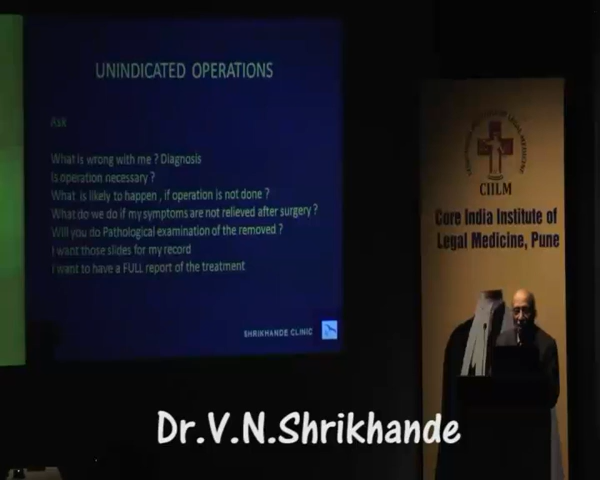 UNINDICATED OPERATIONS
Ask
What is wrong with me ? Diagnosis
Is operation necessary ?
What is likely to happen , if operation is not done ?
What do we do if my symptoms are not relieved after surgery ?
Will you do Pathological examination of the removed ?
I want those slides for my record
I want to have a FULL report of the treatment
SHRIKHANDE CLINIC
CIILM
Core India Institute of
Legal Medicine, Pune
Dr.V.N.Shrikhande